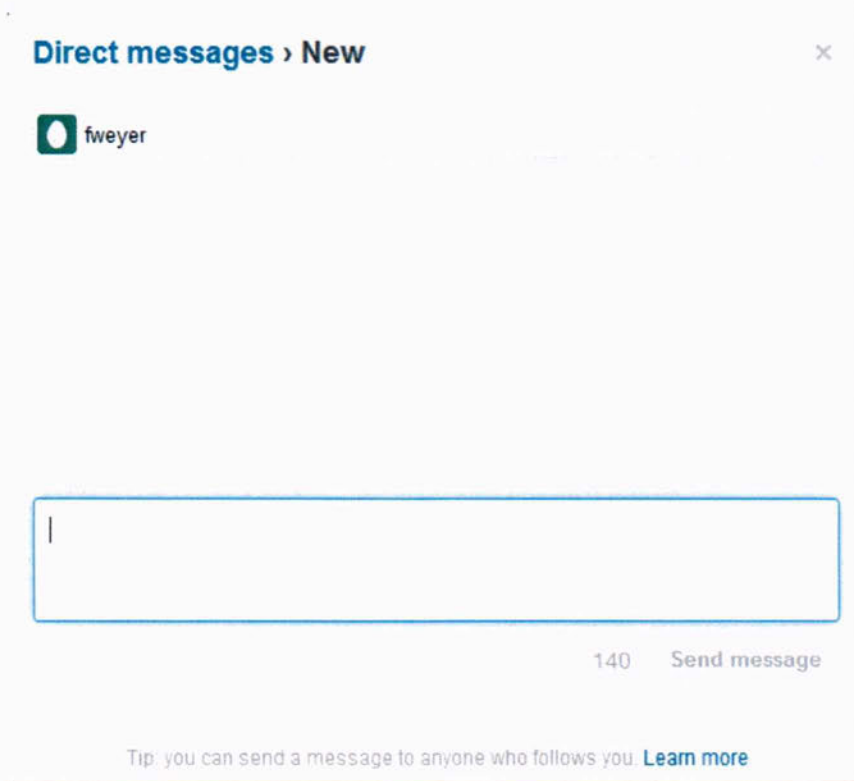 Direct messages › New
×
fweyer
140 Send message
Tip: you can send a message to anyone who follows you. Learn more